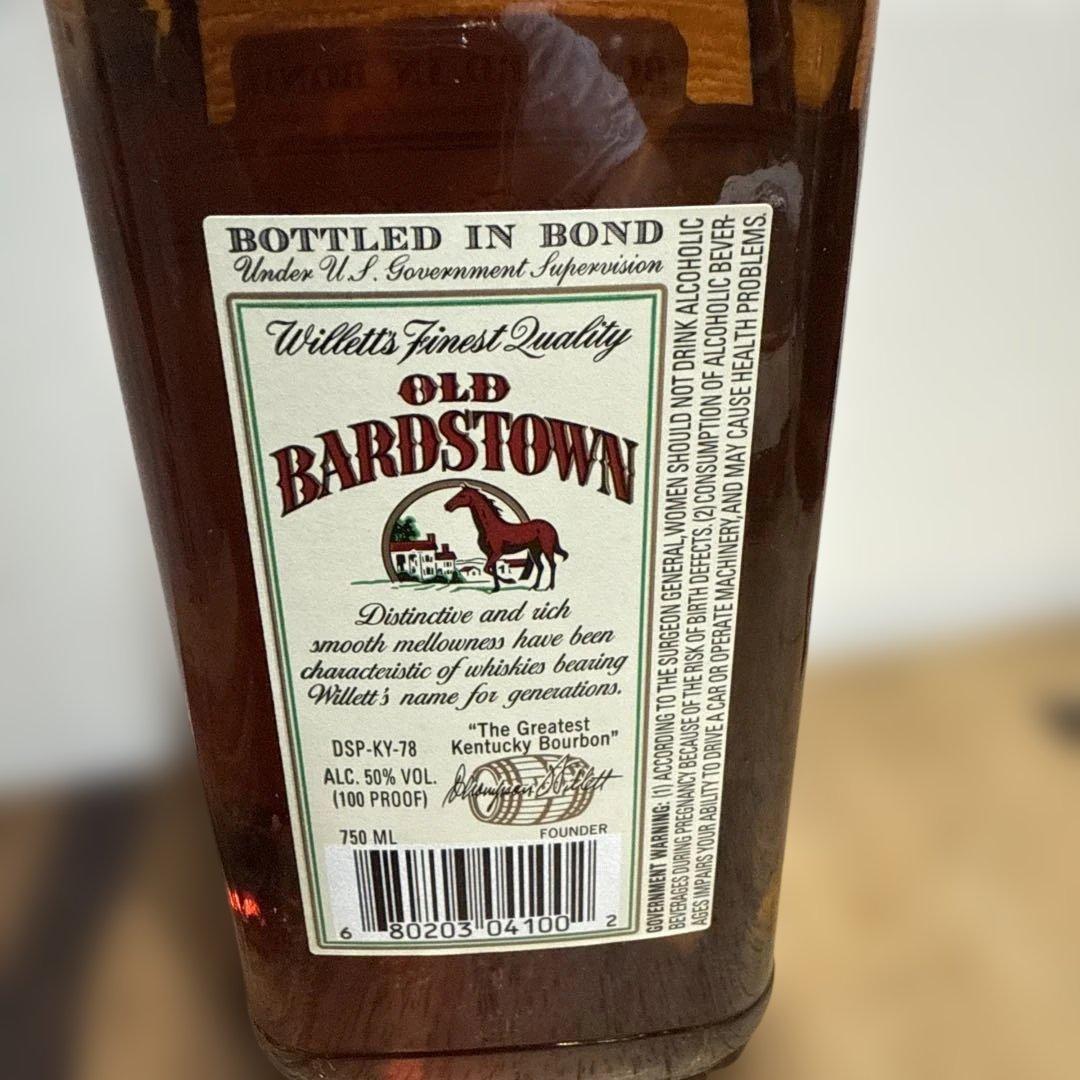 BOTTLED IN BOND
Under U.S. Government Supervision
Willett's Finest Quality
OLD
BARDSTOWN
Distinctive and rich
smooth mellowness have been
characteristic of whiskies bearing
Willett's name for generations.
"The Greatest
Kentucky Bourbon"
DSP-KY-78
ALC. 50% VOL.
(100 PROOF)
750 ML
FOUNDER
6 80203 04100 2
GOVERNMENT WARNING: (1) ACCORDING TO THE SURGEON GENERAL, WOMEN SHOULD NOT DRINK ALCOHOLIC
BEVERAGES DURING PREGNANCY BECAUSE OF THE RISK OF BIRTH DEFECTS. (2) CONSUMPTION OF ALCOHOLIC BEVER-
AGES IMPAIRS YOUR ABILITY TO DRIVE A CAR OR OPERATE MACHINERY, AND MAY CAUSE HEALTH PROBLEMS.